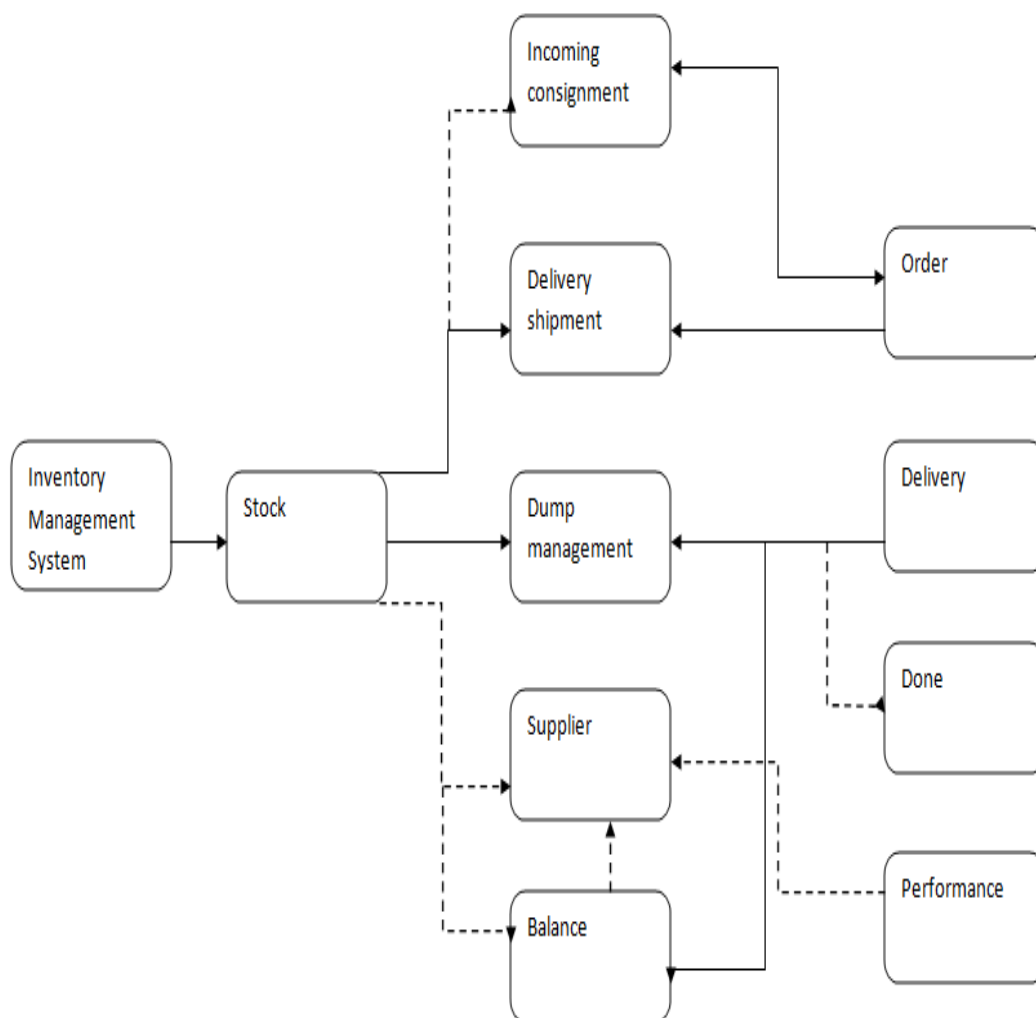 Incoming
consignment
Delivery
shipment
Order
Inventory
Management
System
Stock
Dump
management
Delivery
Supplier
Done
Balance
Performance